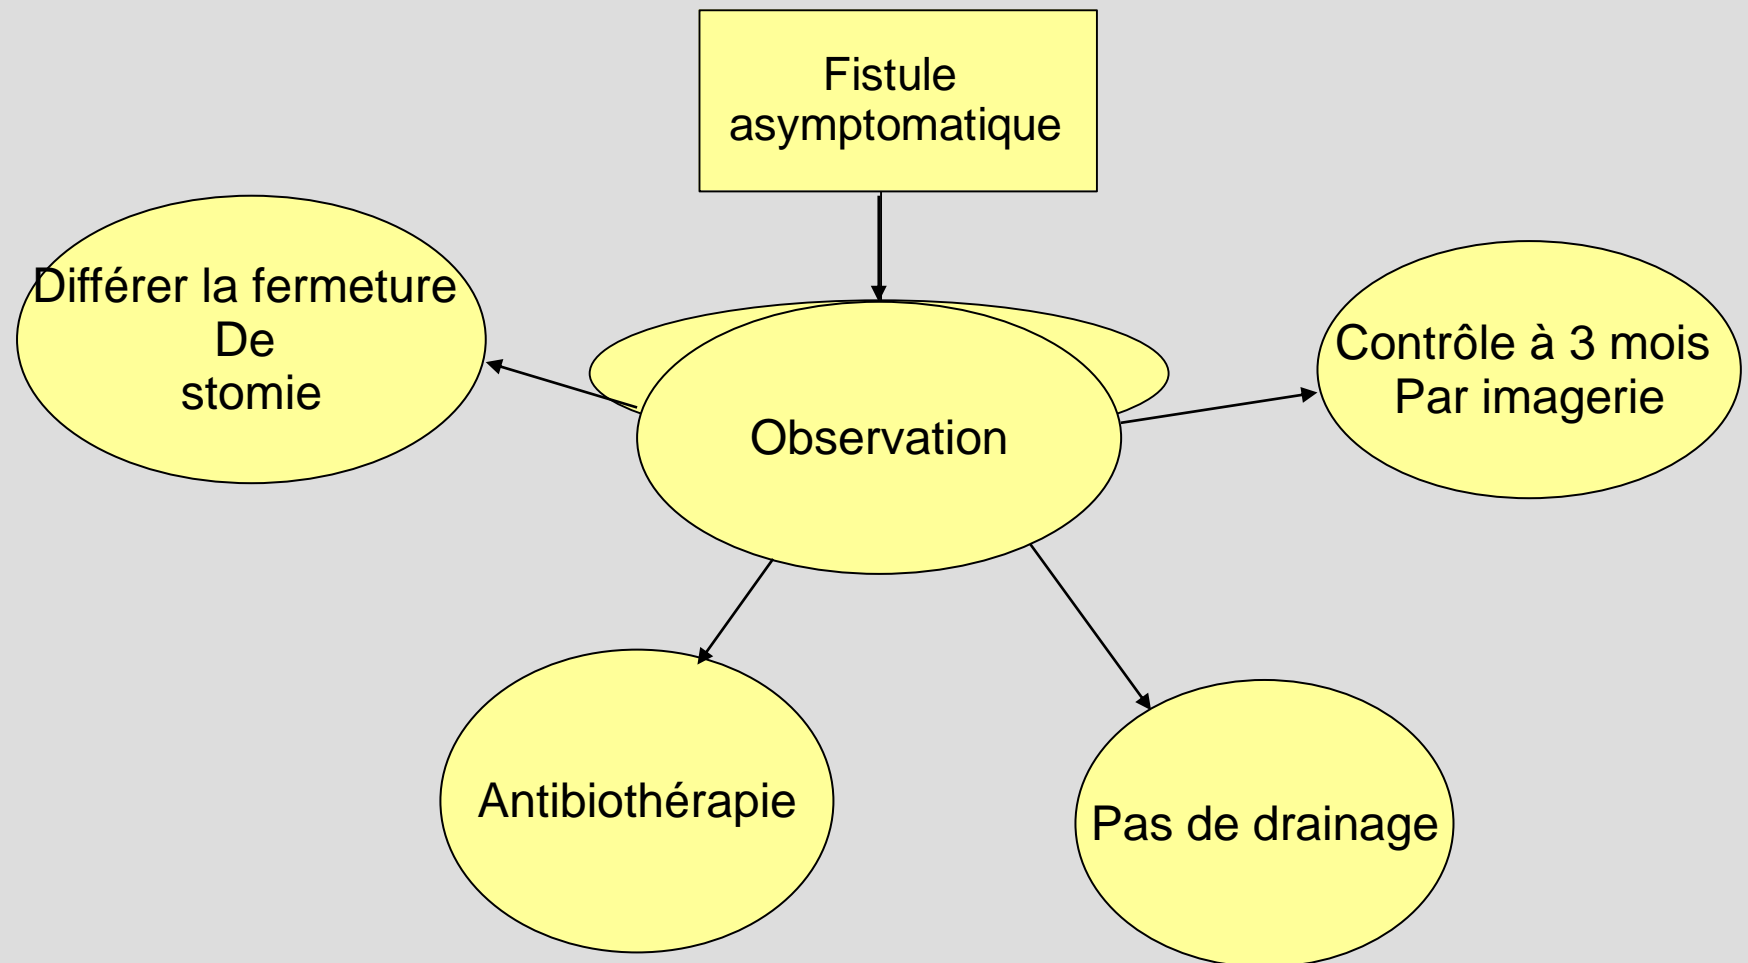 Fistule
asymptomatique
Différer la fermeture
De
stomie
Contrôle à 3 mois
Par imagerie
Observation
Antibiothérapie
Pas de drainage